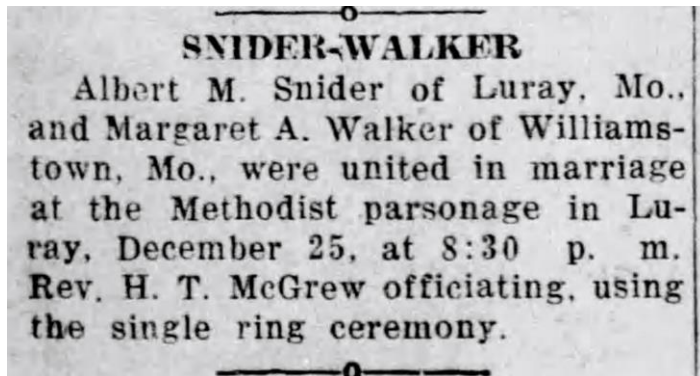 SNIDER-WALKER
Albert M. Snider of Luray, Mo.,
and Margaret A. Walker of Williams-
town, Mo., were united in marriage
at the Methodist parsonage in Lu-
ray, December 25, at 8:30 p. m.
Rev. H. T. McGrew officiating, using
the single ring ceremony.